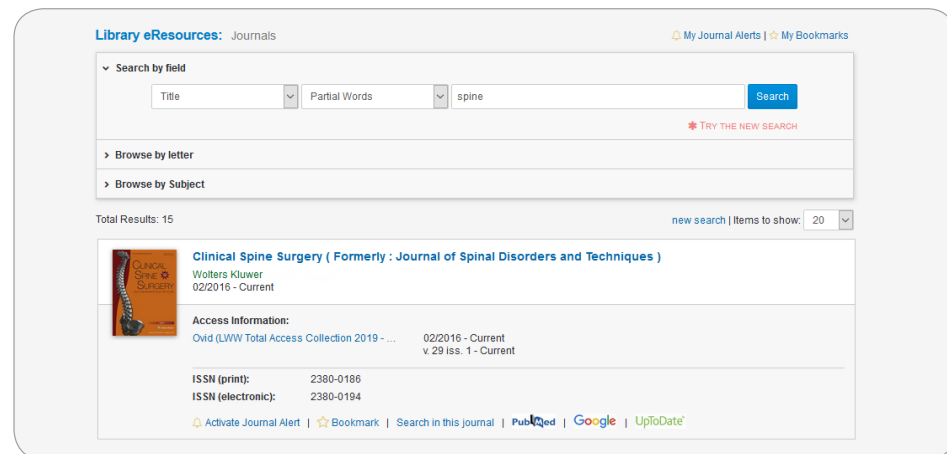 Library eResources: Journals
My Journal Alerts | My Bookmarks
Search by field
Title Partial Words spine Search
✱ TRY THE NEW SEARCH
Browse by letter
Browse by Subject
Total Results: 15
new search | Items to show: 20
CLINICAL
SPINE
SURGERY
Clinical Spine Surgery ( Formerly : Journal of Spinal Disorders and Techniques )
Wolters Kluwer
02/2016 - Current
Access Information:
Ovid (LWW Total Access Collection 2019 - ... 02/2016 - Current
v. 29 iss. 1 - Current
ISSN (print): 2380-0186
ISSN (electronic): 2380-0194
Activate Journal Alert | Bookmark | Search in this journal | PubMed | Google | UpToDate®